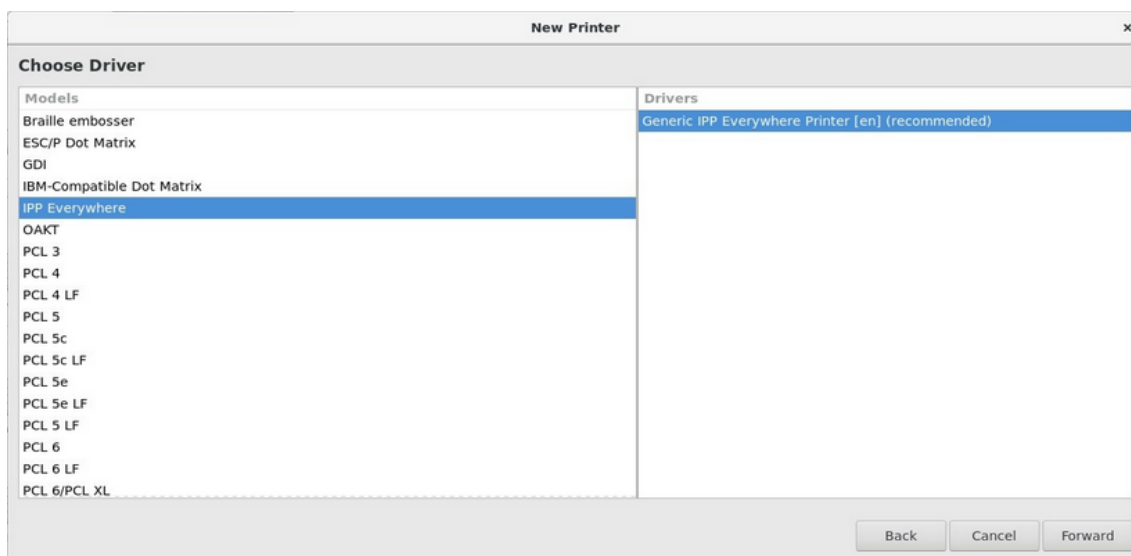 New Printer
×
Choose Driver
Models
Braille embosser
ESC/P Dot Matrix
GDI
IBM-Compatible Dot Matrix
IPP Everywhere
OAKT
PCL 3
PCL 4
PCL 4 LF
PCL 5
PCL 5c
PCL 5c LF
PCL 5e
PCL 5e LF
PCL 5 LF
PCL 6
PCL 6 LF
PCL 6/PCL XL
Drivers
Generic IPP Everywhere Printer [en] (recommended)
Back
Cancel
Forward